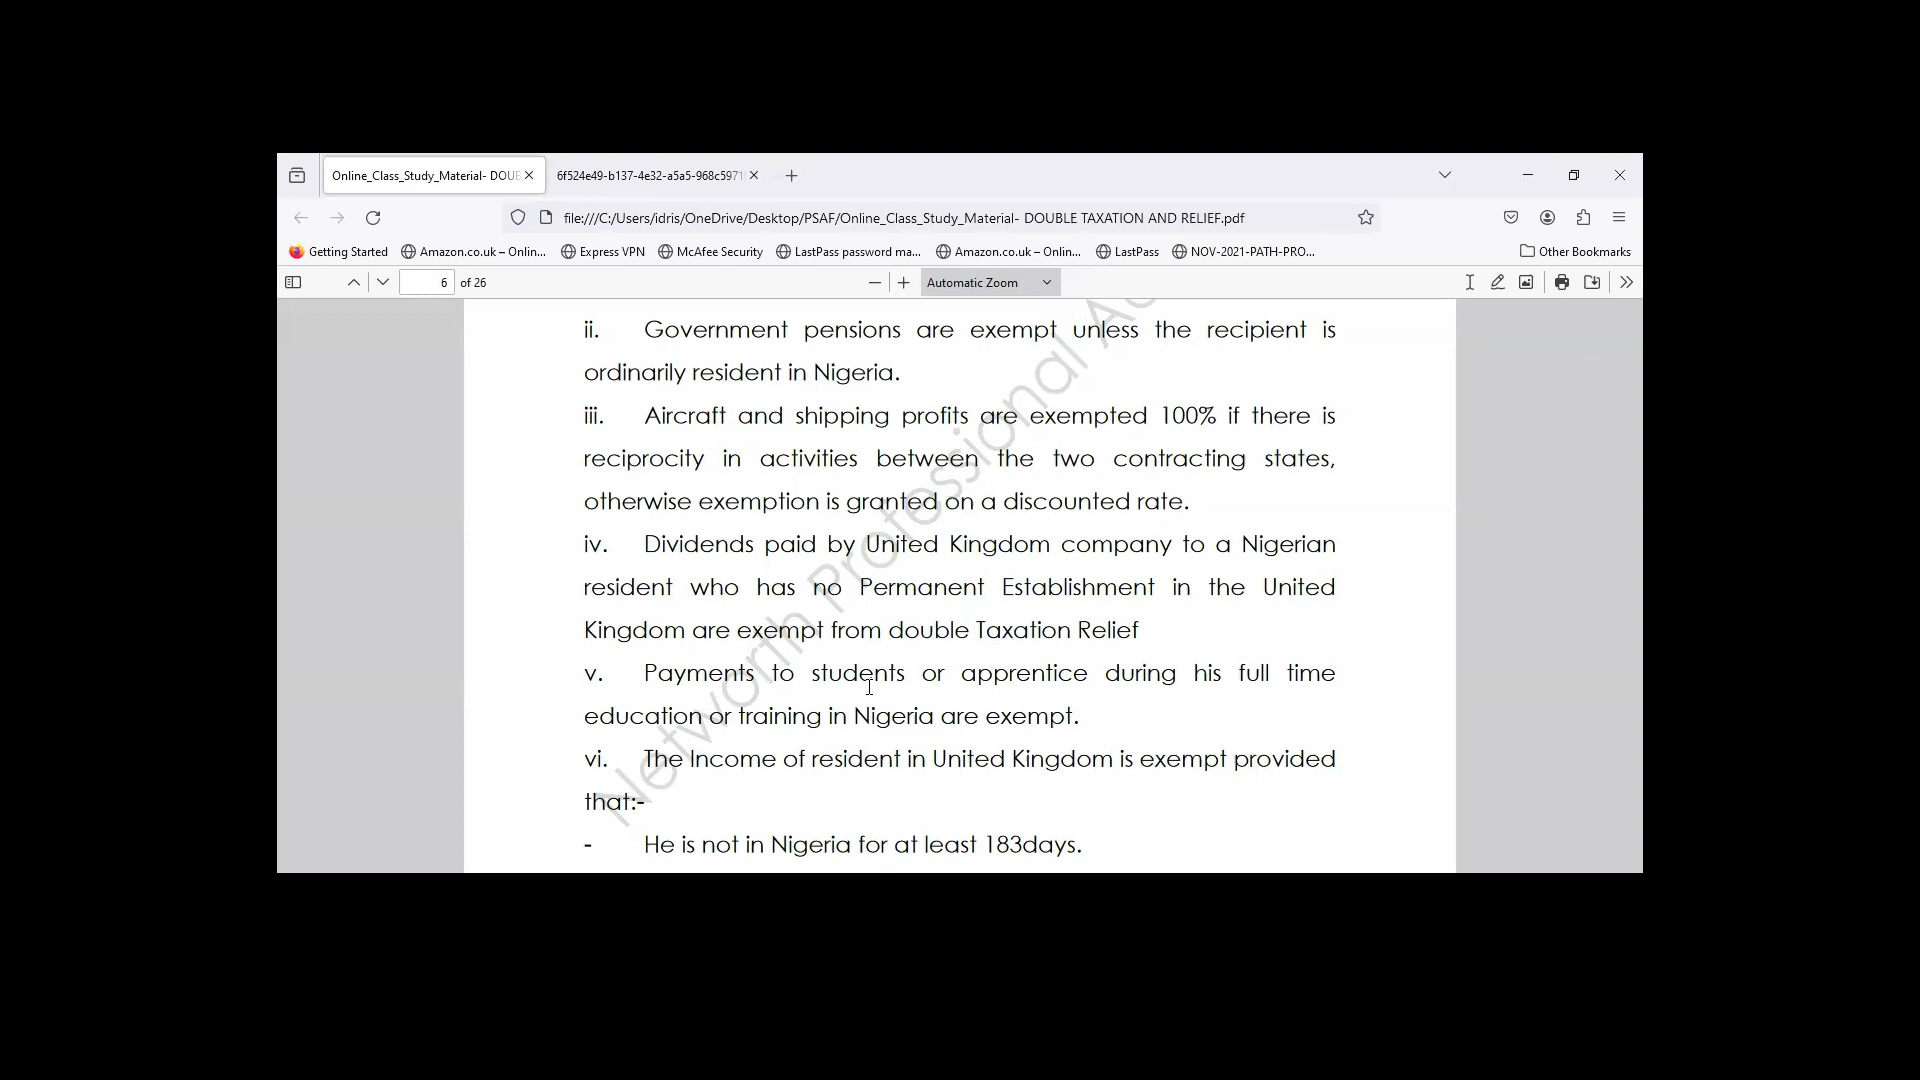 Online_Class_Study_Material- DOUB
6f524e49-b137-4e32-a5a5-968c5971
file:///C:/Users/idris/OneDrive/Desktop/PSAF/Online_Class_Study_Material- DOUBLE TAXATION AND RELIEF.pdf
Getting Started Amazon.co.uk – Onlin... Express VPN McAfee Security LastPass password ma... Amazon.co.uk – Onlin... LastPass NOV-2021-PATH-PRO... Other Bookmarks
6 of 26 Automatic Zoom
ii. Government pensions are exempt unless the recipient is
ordinarily resident in Nigeria.
iii. Aircraft and shipping profits are exempted 100% if there is
reciprocity in activities between the two contracting states,
otherwise exemption is granted on a discounted rate.
iv. Dividends paid by United Kingdom company to a Nigerian
resident who has no Permanent Establishment in the United
Kingdom are exempt from double Taxation Relief
v. Payments to students or apprentice during his full time
education or training in Nigeria are exempt.
vi. The Income of resident in United Kingdom is exempt provided
that:-
- He is not in Nigeria for at least 183days.
Networth Professional